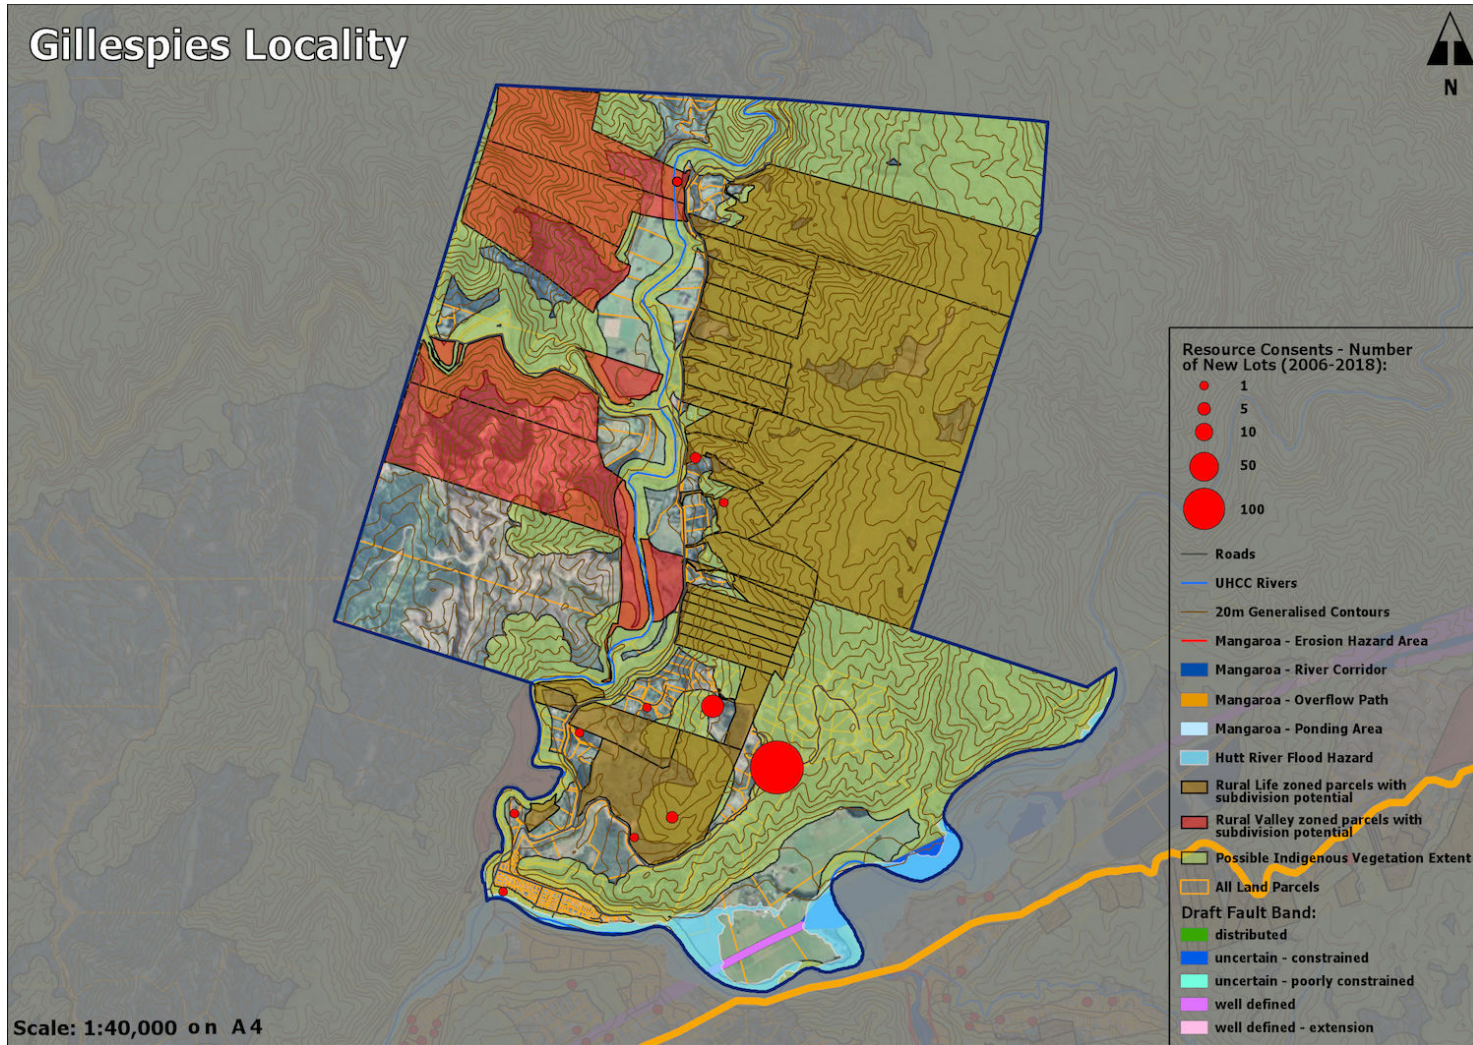 Gillespies Locality
N
Resource Consents - Number
of New Lots (2006-2018):
1
5
10
50
100
Roads
UHCC Rivers
20m Generalised Contours
Mangaroa - Erosion Hazard Area
Mangaroa - River Corridor
Mangaroa - Overflow Path
Mangaroa - Ponding Area
Hutt River Flood Hazard
Rural Life zoned parcels with
subdivision potential
Rural Valley zoned parcels with
subdivision potential
Possible Indigenous Vegetation Extent
All Land Parcels
Draft Fault Band:
distributed
uncertain - constrained
uncertain - poorly constrained
well defined
well defined - extension
Scale: 1:40,000 on A4